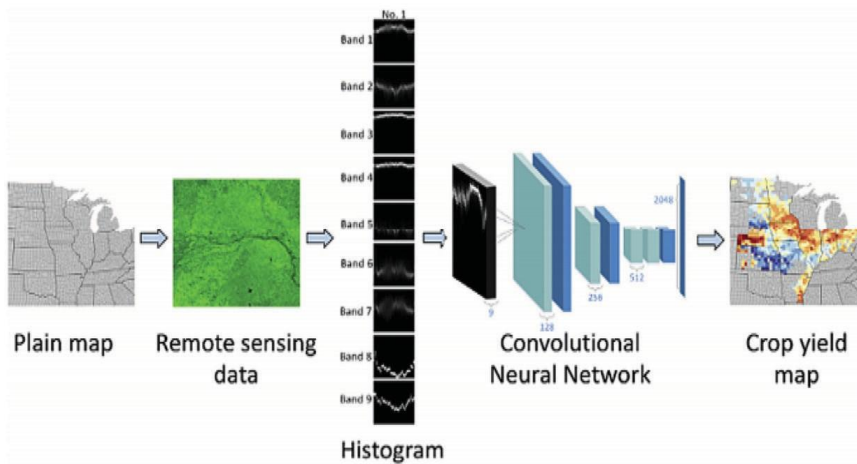 No. 1
Band 1
Band 2
Band 3
Band 4
Band 5
Band 6
Band 7
Band 8
Band 9
9
128
256
512
2048
Plain map
Remote sensing
data
Histogram
Convolutional
Neural Network
Crop yield
map